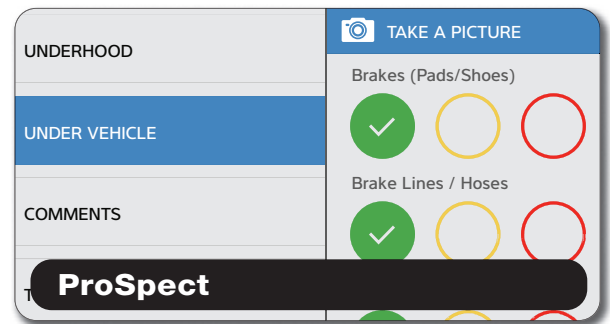 UNDERHOOD
UNDER VEHICLE
COMMENTS
TAKE A PICTURE
Brakes (Pads/Shoes)
Brake Lines / Hoses
ProSpect